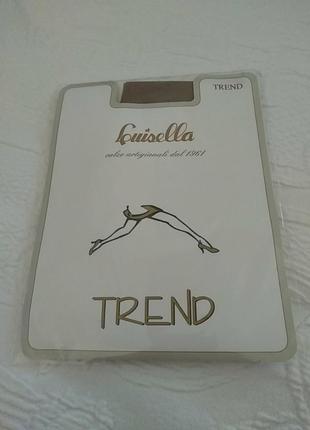 TREND
Luisella
calze artigianali dal 1961
TREND